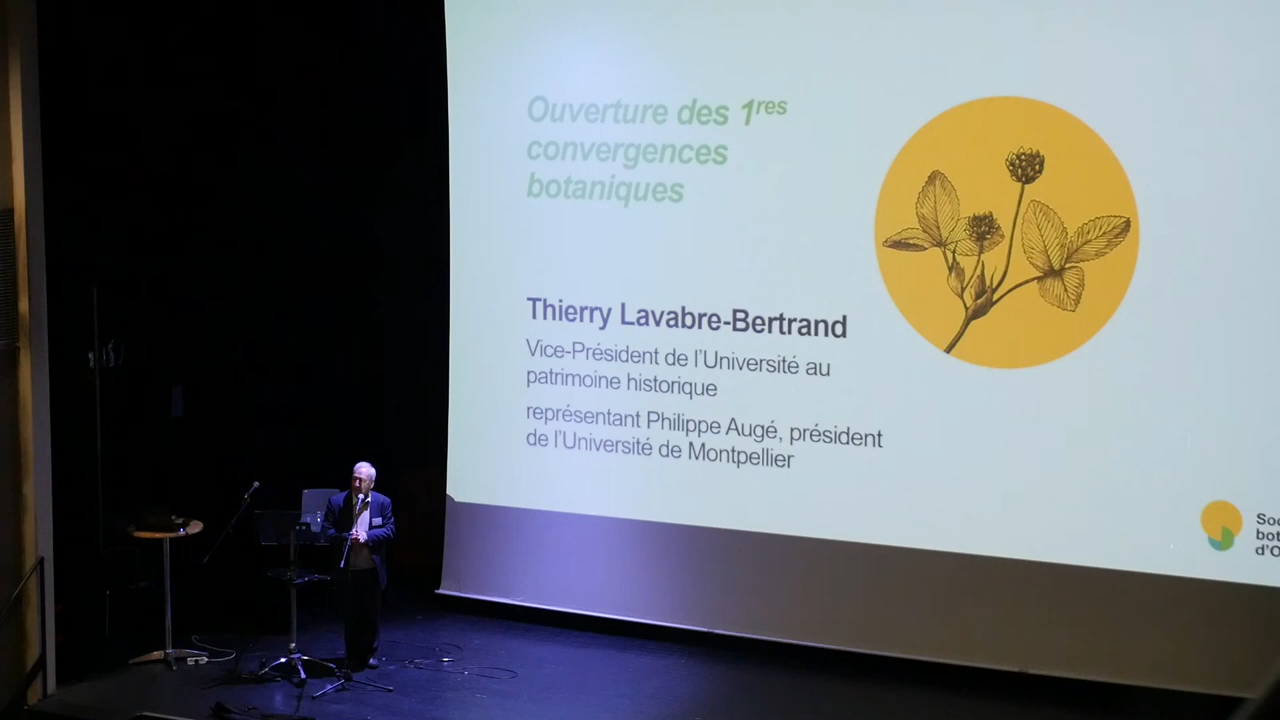 Ouverture des 1res
convergences
botaniques
Thierry Lavabre-Bertrand
Vice-Président de l'Université au
patrimoine historique
représentant Philippe Augé, président
de l'Université de Montpellier